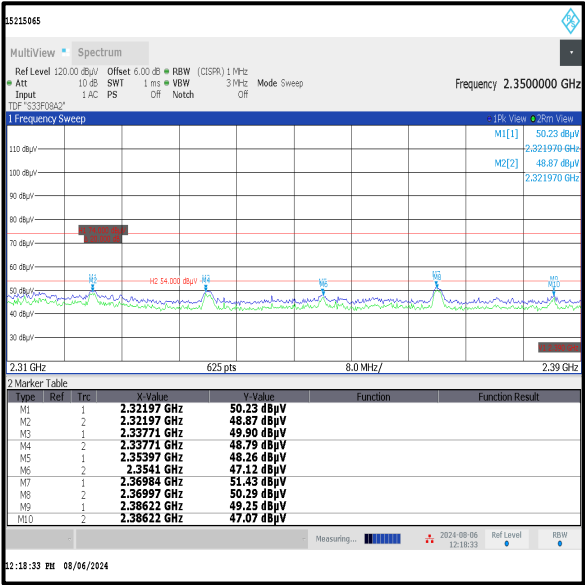 15215065
MultiView Spectrum
Ref Level 120.00 dBµV Offset 6.00 dB RBW (CISPR) 1 MHz
Att 10 dB SWT 1 ms VBW 3 MHz Mode Sweep Frequency 2.3500000 GHz
Input 1 AC PS Off Notch Off
TDF "S33F08A2"
1 Frequency Sweep 1Pk View 2Rm View
M1[1] 50.23 dBµV
2.321970 GHz
110 dBµV
M2[2] 48.87 dBµV
100 dBµV
2.321970 GHz
90 dBµV
80 dBµV
70 dBµV
60 dBµV
H2 54.000 dBµV M4
M6
M8
M10
50 dBµV
40 dBµV
30 dBµV
2.31 GHz 625 pts 8.0 MHz/ 2.39 GHz
2 Marker Table
Type Ref Trc X-Value Y-Value Function Function Result
M1 1 2.32197 GHz 50.23 dBµV
M2 2 2.32197 GHz 48.87 dBµV
M3 1 2.33771 GHz 49.90 dBµV
M4 2 2.33771 GHz 48.79 dBµV
M5 1 2.35397 GHz 48.26 dBµV
M6 2 2.3541 GHz 47.12 dBµV
M7 1 2.36984 GHz 51.43 dBµV
M8 2 2.36997 GHz 50.29 dBµV
M9 1 2.38622 GHz 49.25 dBµV
M10 2 2.38622 GHz 47.07 dBµV
Measuring... 2024-08-06 Ref Level RBW
12:18:33
12:18:33 PM 08/06/2024